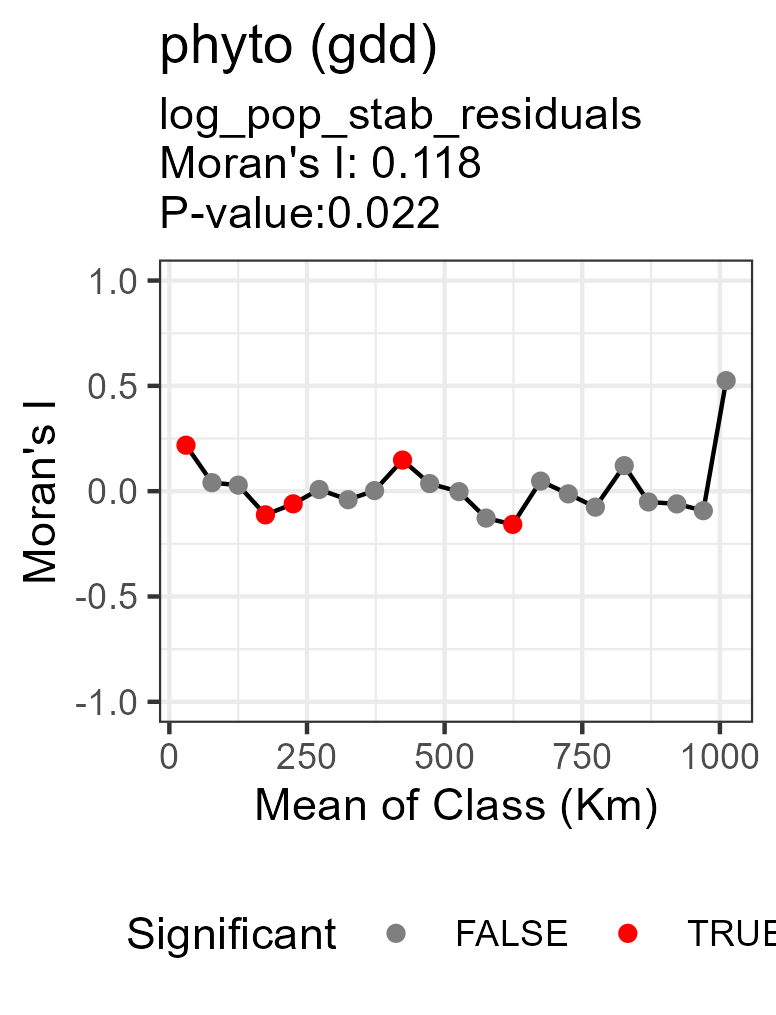 phyto (gdd)
log_pop_stab_residuals
Moran's I: 0.118
P-value:0.022
1.0
0.5
0.0
-0.5
-1.0
Moran's I
0 250 500 750 1000
Mean of Class (Km)
Significant FALSE TRUE